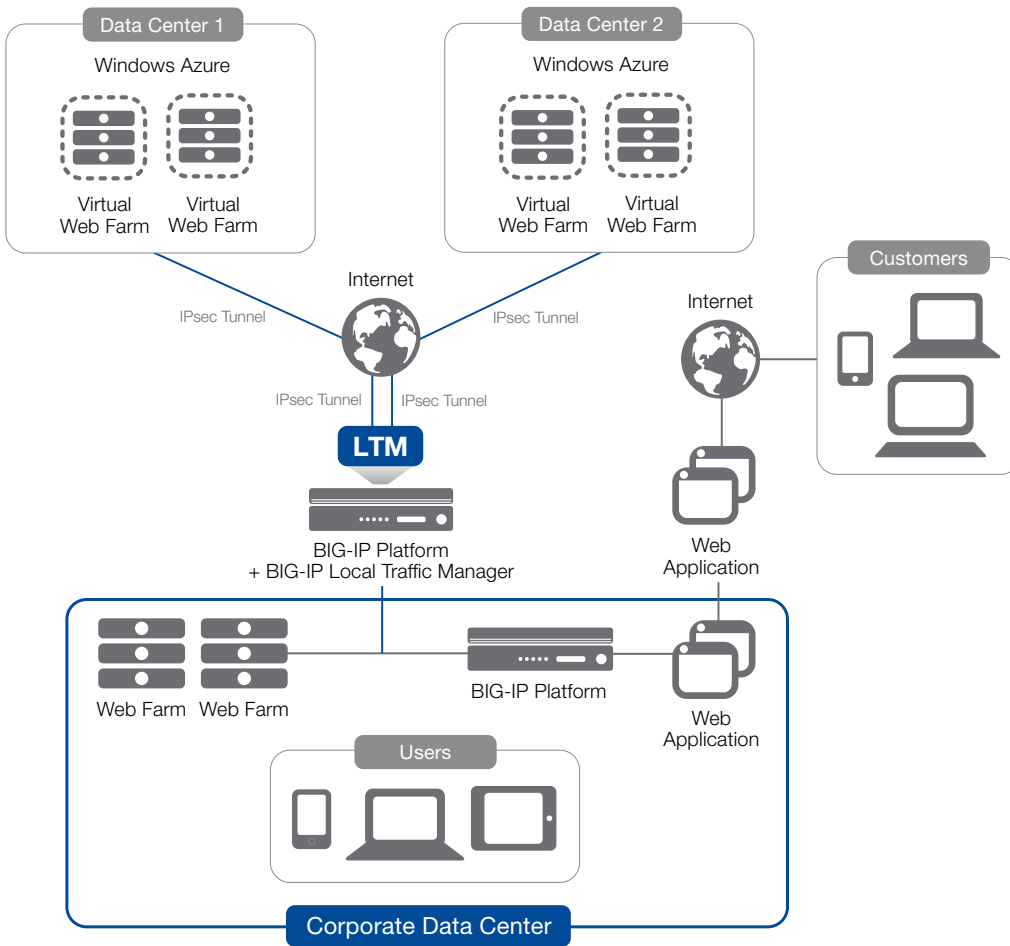 Data Center 1
Windows Azure
Virtual
Web Farm
Virtual
Web Farm
Data Center 2
Windows Azure
Virtual
Web Farm
Virtual
Web Farm
Internet
IPsec Tunnel
IPsec Tunnel
IPsec Tunnel
IPsec Tunnel
LTM
BIG-IP Platform
+ BIG-IP Local Traffic Manager
Customers
Internet
Web
Application
Web Farm
Web Farm
BIG-IP Platform
Web
Application
Users
Corporate Data Center